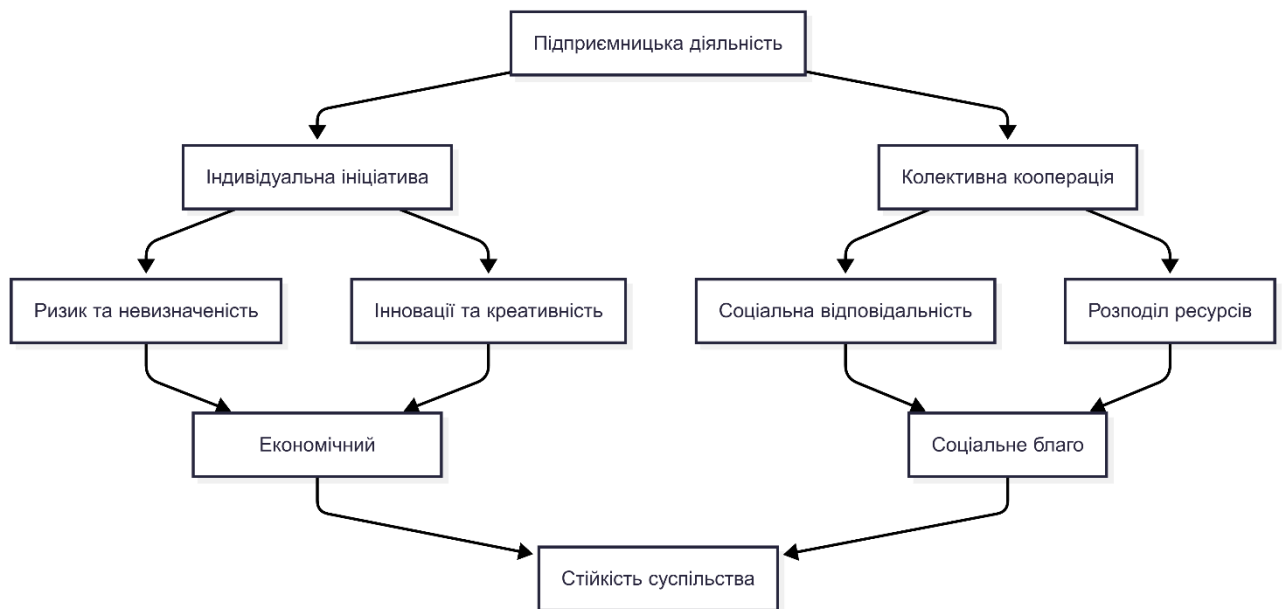 Підприємницька діяльність
Індивідуальна ініціатива
Колективна кооперація
Ризик та невизначеність
Інновації та креативність
Соціальна відповідальність
Розподіл ресурсів
Економічний
Соціальне благо
Стійкість суспільства